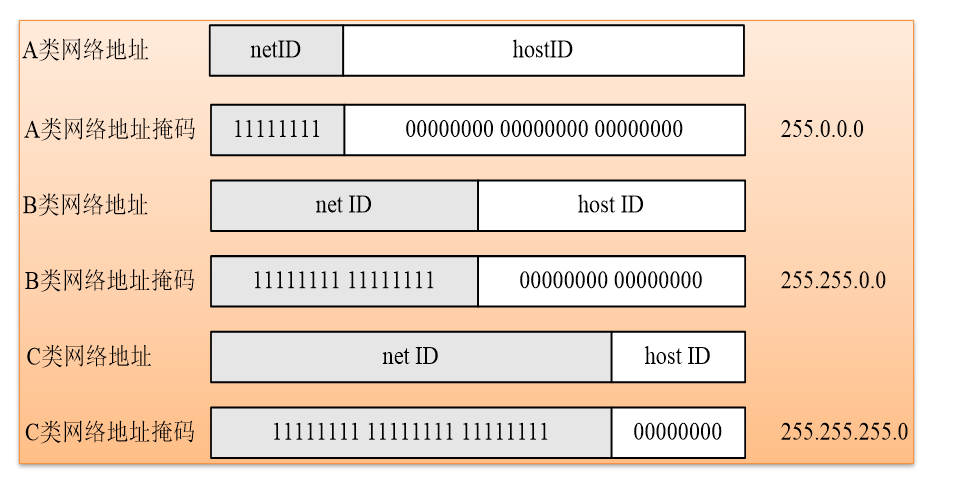 A类网络地址 netID hostID
A类网络地址掩码 11111111 00000000 00000000 00000000 255.0.0.0
B类网络地址 net ID host ID
B类网络地址掩码 11111111 11111111 00000000 00000000 255.255.0.0
C类网络地址 net ID host ID
C类网络地址掩码 11111111 11111111 11111111 00000000 255.255.255.0